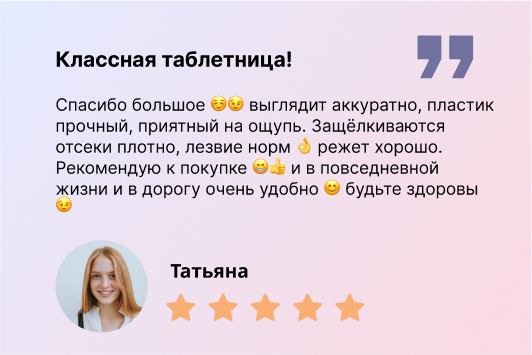 Классная таблетница!
Спасибо большое ☺️😉 выглядит аккуратно, пластик
прочный, приятный на ощупь. Защёлкиваются
отсеки плотно, лезвие норм 👌 режет хорошо.
Рекомендую к покупке 😁👍 и в повседневной
жизни и в дорогу очень удобно 😊 будьте здоровы
😉
Татьяна